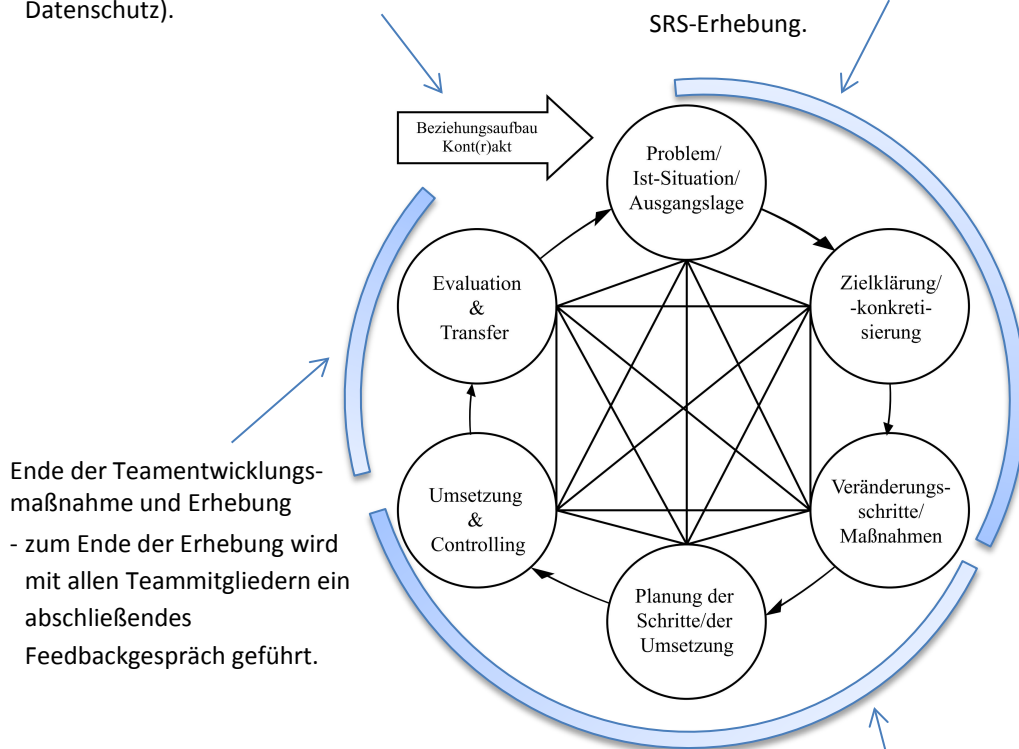 Datenschutz).
SRS-Erhebung.
Beziehungsaufbau
Kont(r)akt
Problem/
Ist-Situation/
Ausgangslage
Zielklärung/
-konkreti-
sierung
Veränderungs-
schritte/
Maßnahmen
Planung der
Schritte/der
Umsetzung
Umsetzung
&
Controlling
Evaluation
&
Transfer
Ende der Teamentwicklungs-
maßnahme und Erhebung
- zum Ende der Erhebung wird
mit allen Teammitgliedern ein
abschließendes
Feedbackgespräch geführt.